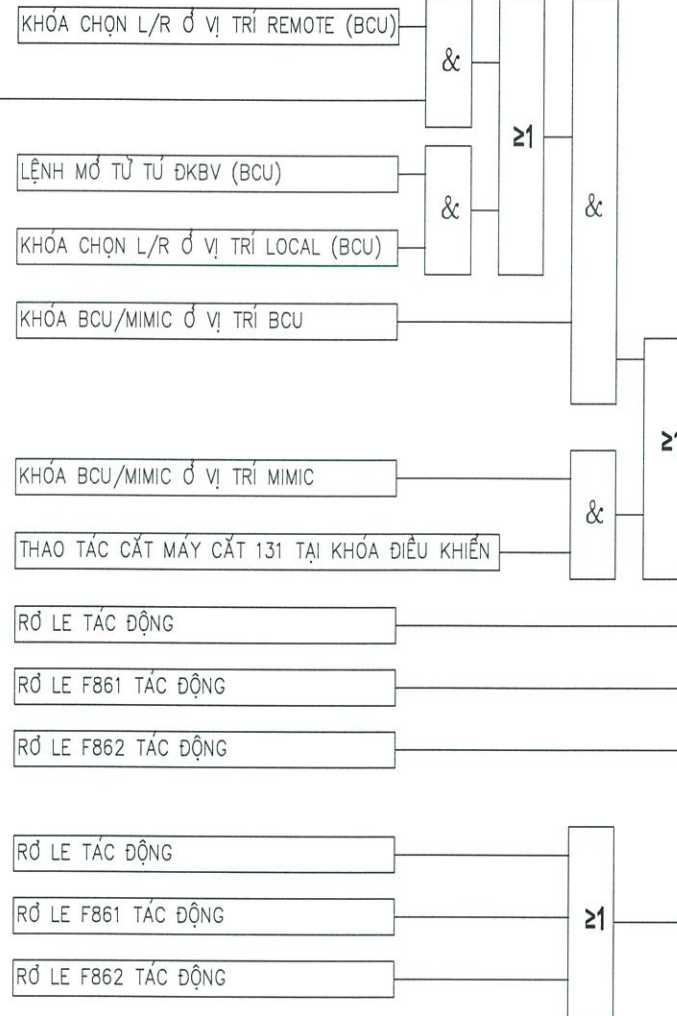 KHÓA CHỌN L/R Ở VỊ TRÍ REMOTE (BCU)
&
≥1
LỆNH MỞ TỪ TỦ ĐKBV (BCU)
&
&
KHÓA CHỌN L/R Ở VỊ TRÍ LOCAL (BCU)
KHÓA BCU/MIMIC Ở VỊ TRÍ BCU
KHÓA BCU/MIMIC Ở VỊ TRÍ MIMIC
&
THAO TÁC CẮT MÁY CẮT 131 TẠI KHÓA ĐIỀU KHIỂN
RƠ LE TÁC ĐỘNG
RƠ LE F861 TÁC ĐỘNG
RƠ LE F862 TÁC ĐỘNG
RƠ LE TÁC ĐỘNG
RƠ LE F861 TÁC ĐỘNG
≥1
RƠ LE F862 TÁC ĐỘNG